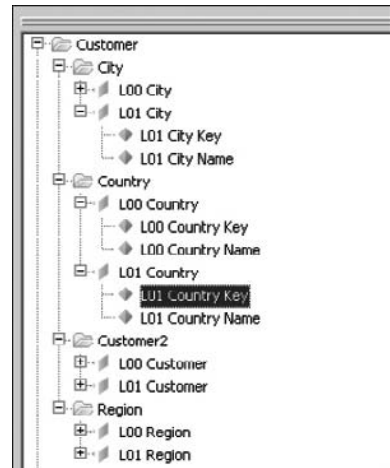 Customer
City
L00 City
L01 City
L01 City Key
L01 City Name
Country
L00 Country
L00 Country Key
L00 Country Name
L01 Country
L01 Country Key
L01 Country Name
Customer2
L00 Customer
L01 Customer
Region
L00 Region
L01 Region